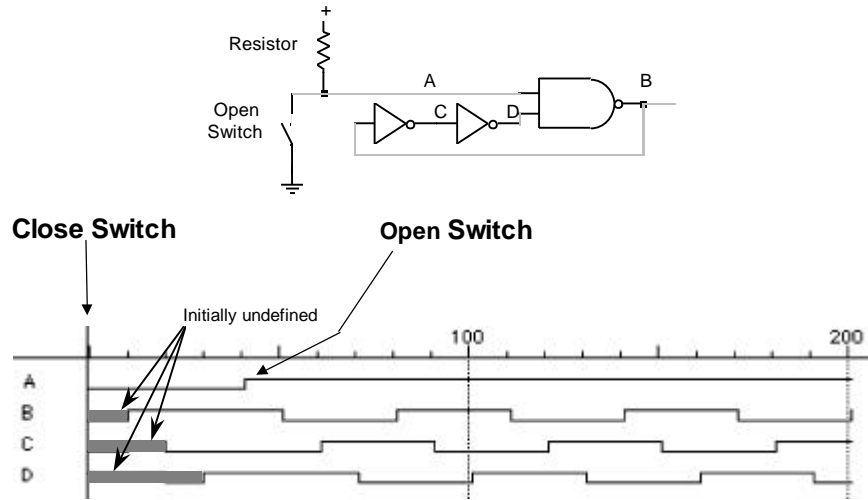 +
Resistor
A
B
Open
Switch
C
D
Close Switch
Open Switch
Initially undefined
100
200
A
B
C
D